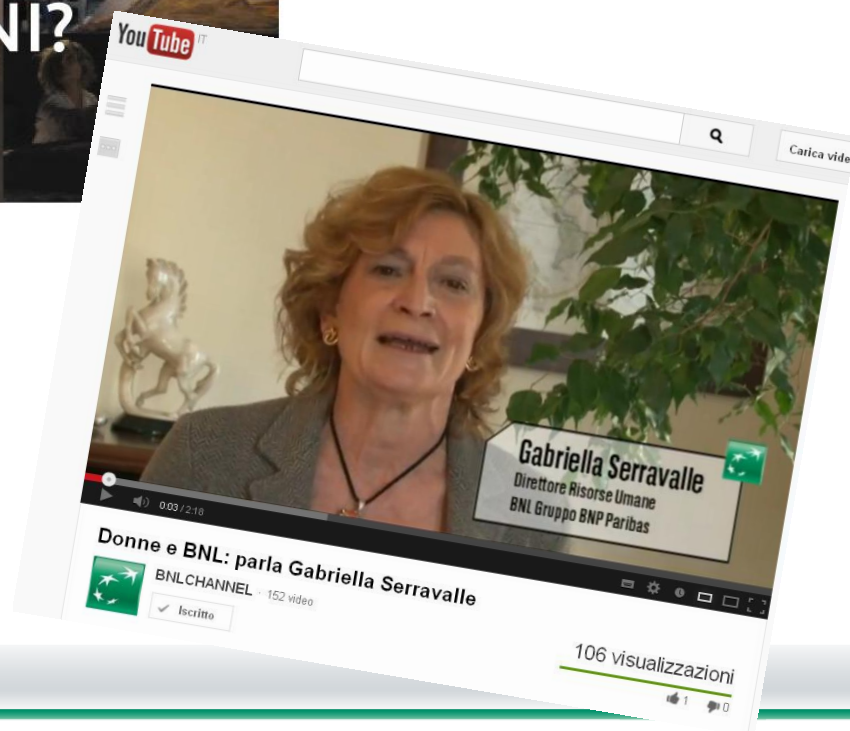 NI?
YouTube IT
Carica vide
Gabriella Serravalle
Direttore Risorse Umane
BNL Gruppo BNP Paribas
0:03 / 2:18
Donne e BNL: parla Gabriella Serravalle
BNLCHANNEL · 152 video
Iscritto
106 visualizzazioni
1 0